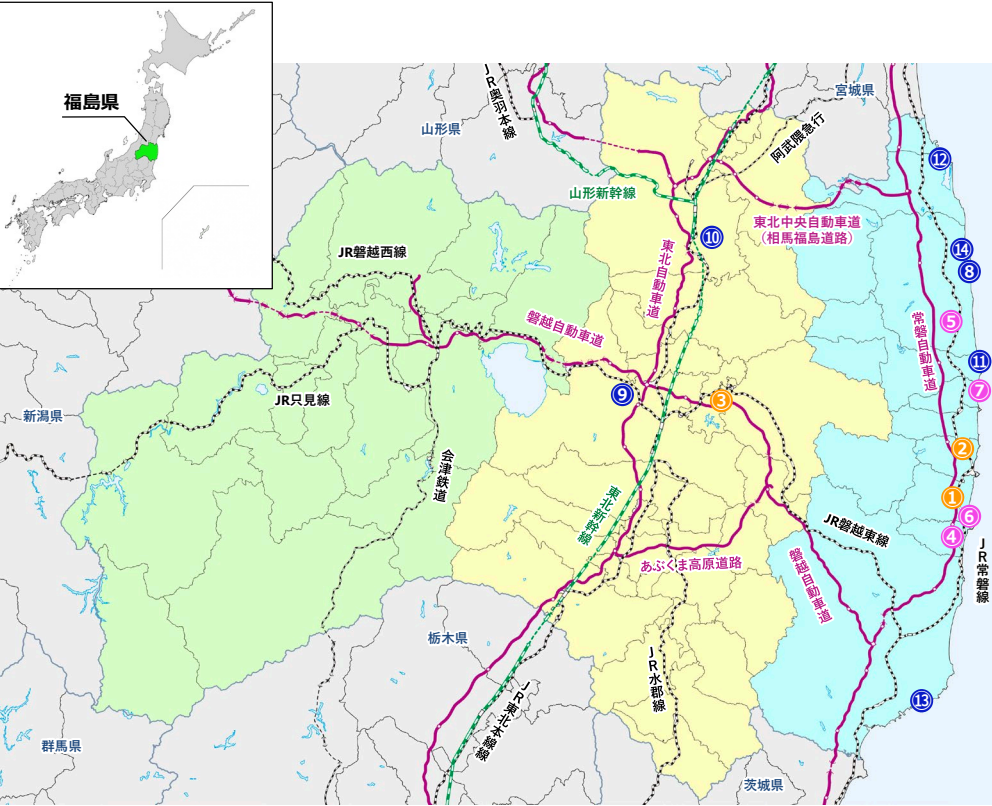 福島県
JR奥羽本線
宮城県
山形県
阿武隈急行
⑫
山形新幹線
東北中央自動車道
（相馬福島道路）
⑩
JR磐越西線
東北自動車道
⑭
⑧
常磐自動車道
⑤
磐越自動車道
⑪
⑦
⑨
③
JR只見線
新潟県
②
会津鉄道
東北新幹線
①
⑥
JR磐越東線
④
JR常磐線
磐越自動車道
あぶくま高原道路
栃木県
JR水郡線
JR東北本線線
⑬
群馬県
茨城県